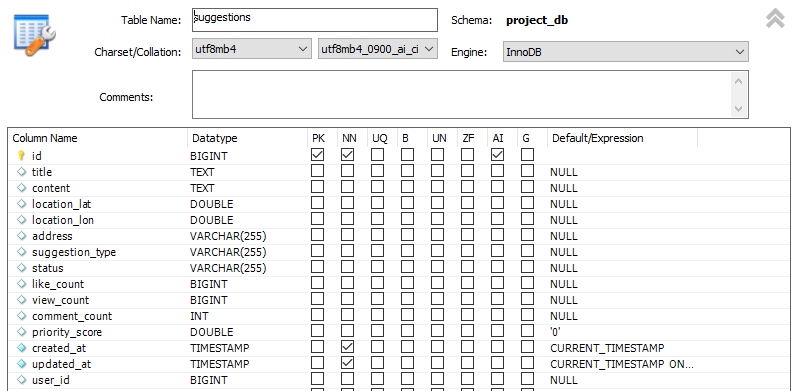 Table Name: suggestions Schema: project_db
Charset/Collation: utf8mb4 utf8mb4_0900_ai_ci Engine: InnoDB
Comments:
Column Name Datatype PK NN UQ B UN ZF AI G Default/Expression
id BIGINT
title TEXT NULL
content TEXT NULL
location_lat DOUBLE NULL
location_lon DOUBLE NULL
address VARCHAR(255) NULL
suggestion_type VARCHAR(255) NULL
status VARCHAR(255) NULL
like_count BIGINT NULL
view_count BIGINT NULL
comment_count INT NULL
priority_score DOUBLE '0'
created_at TIMESTAMP CURRENT_TIMESTAMP
updated_at TIMESTAMP CURRENT_TIMESTAMP ON...
user_id BIGINT NULL